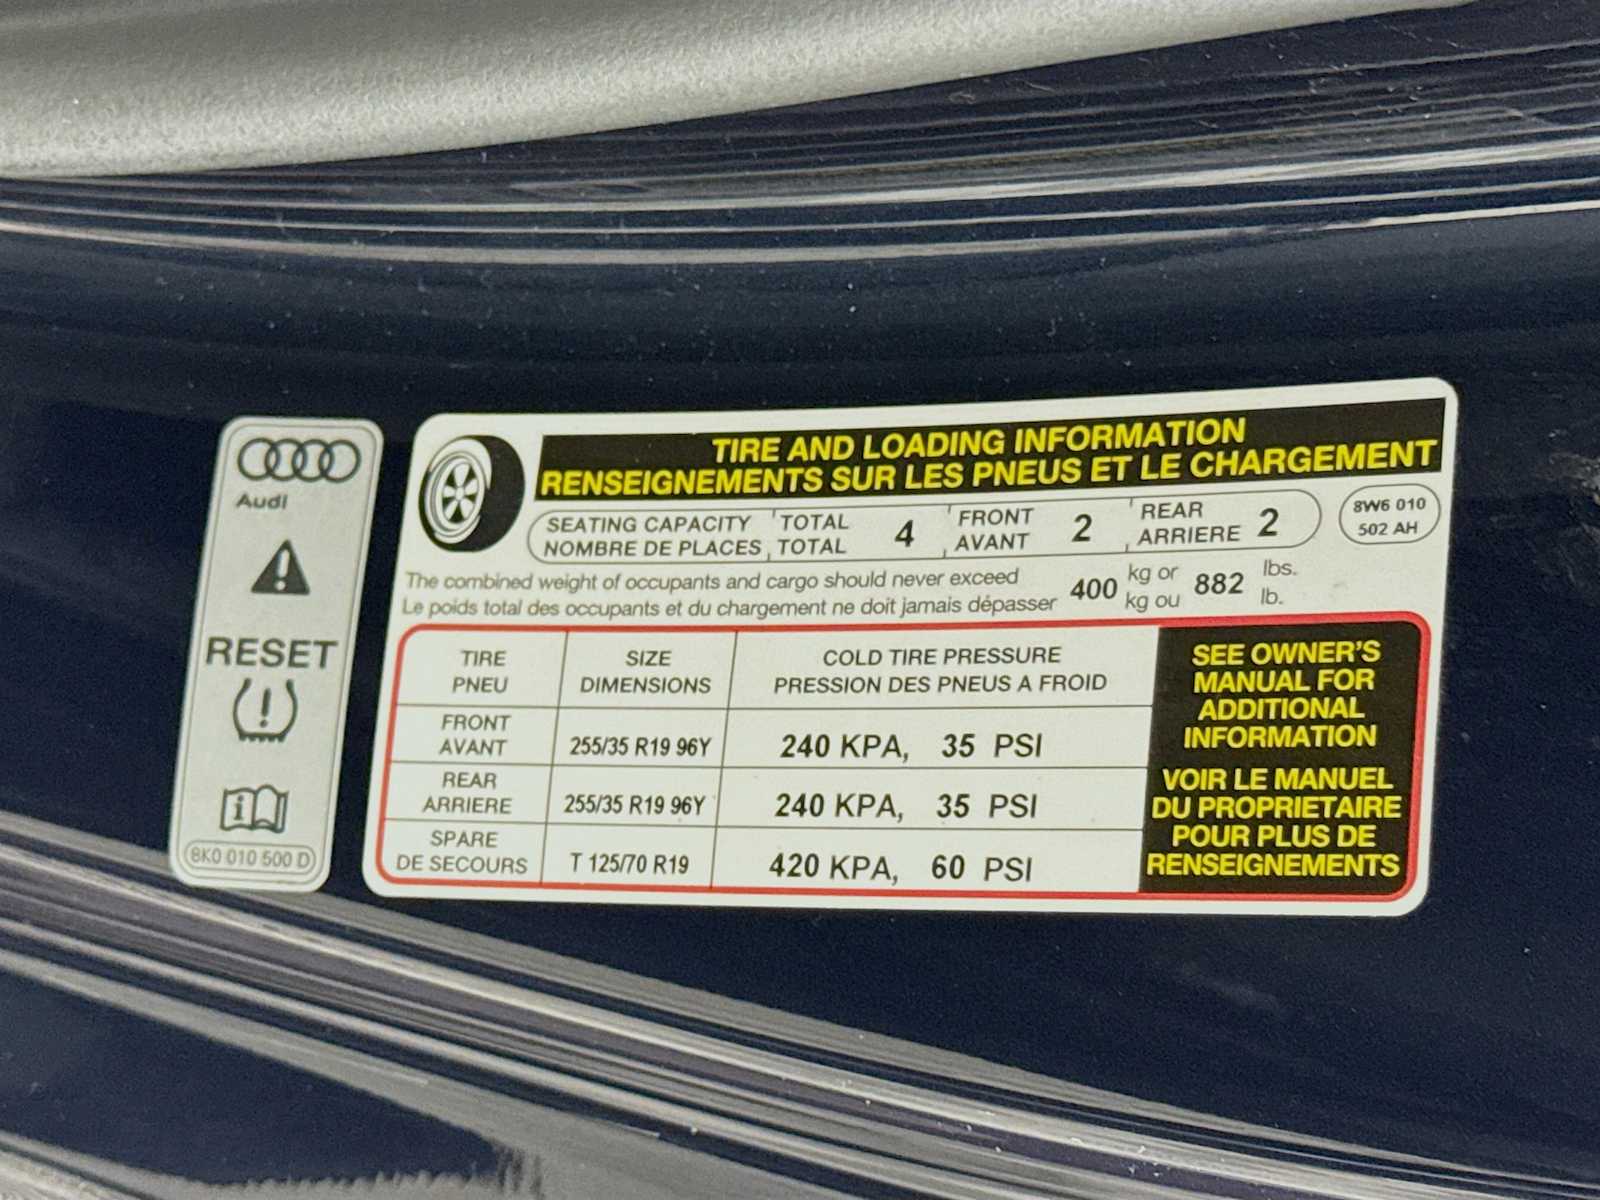 Audi
RESET
8K0 010 500 D
TIRE AND LOADING INFORMATION
RENSEIGNEMENTS SUR LES PNEUS ET LE CHARGEMENT
SEATING CAPACITY TOTAL 4 FRONT 2 REAR 2
NOMBRE DE PLACES TOTAL AVANT ARRIERE
8W6 010
502 AH
The combined weight of occupants and cargo should never exceed 400 kg or 882 lbs.
Le poids total des occupants et du chargement ne doit jamais dépasser kg ou lb.
TIRE SIZE COLD TIRE PRESSURE
PNEU DIMENSIONS PRESSION DES PNEUS A FROID
FRONT
AVANT 255/35 R19 96Y 240 KPA, 35 PSI
REAR
ARRIERE 255/35 R19 96Y 240 KPA, 35 PSI
SPARE
DE SECOURS T 125/70 R19 420 KPA, 60 PSI
SEE OWNER'S
MANUAL FOR
ADDITIONAL
INFORMATION
VOIR LE MANUEL
DU PROPRIETAIRE
POUR PLUS DE
RENSEIGNEMENTS